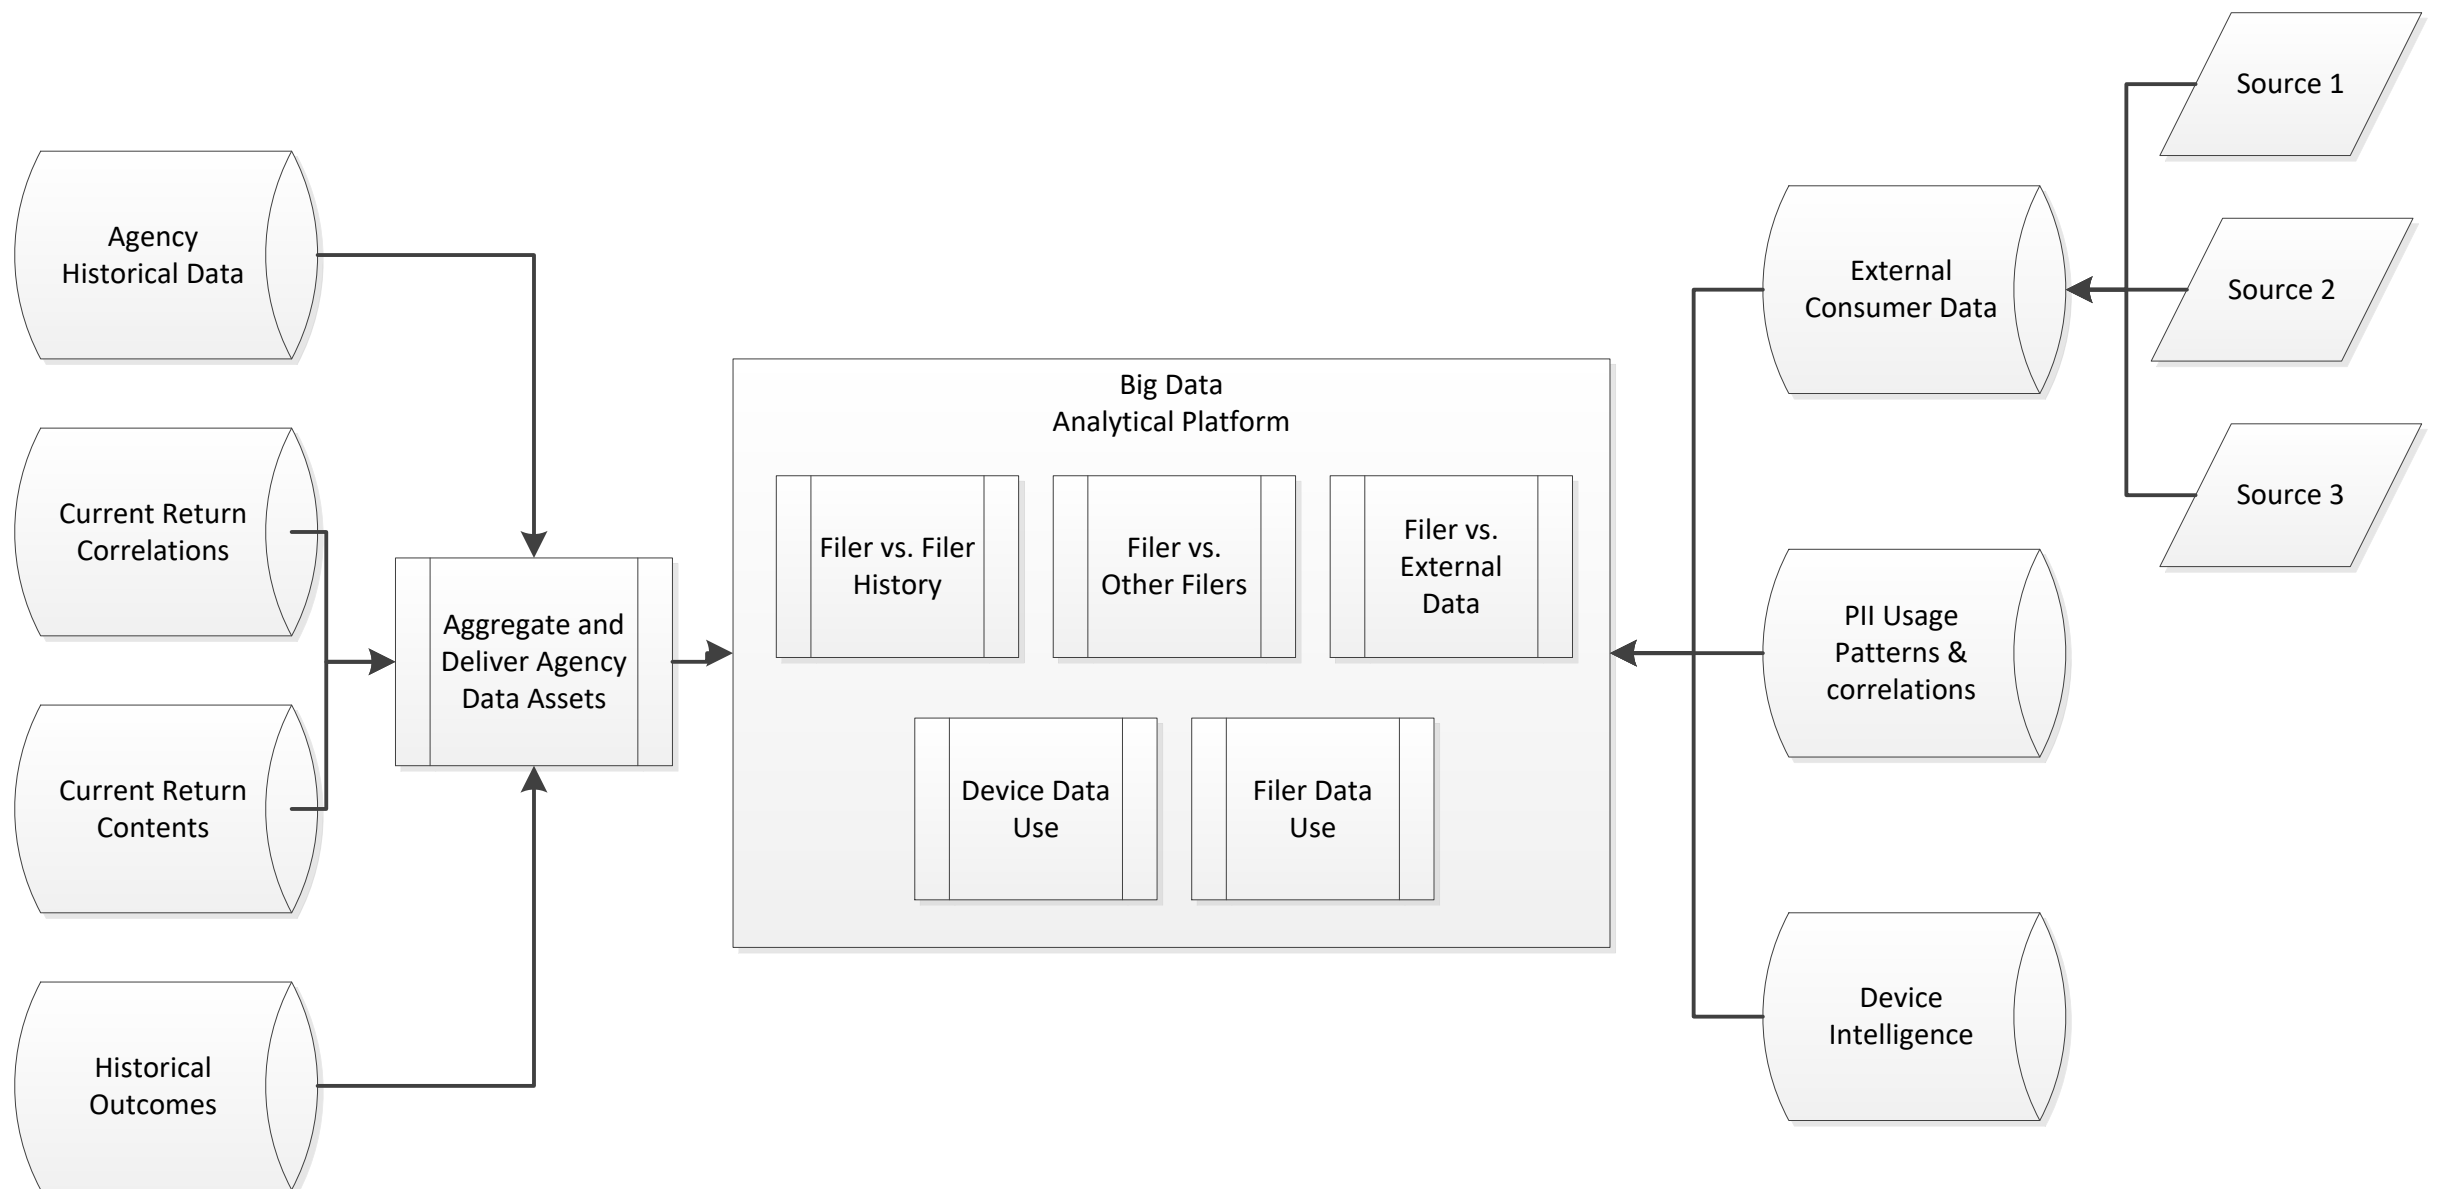 Agency
Historical Data
Current Return
Correlations
Current Return
Contents
Historical
Outcomes
Aggregate and
Deliver Agency
Data Assets
Big Data
Analytical Platform
Filer vs. Filer
History
Filer vs.
Other Filers
Filer vs.
External
Data
Device Data
Use
Filer Data
Use
External
Consumer Data
PII Usage
Patterns &
correlations
Device
Intelligence
Source 1
Source 2
Source 3